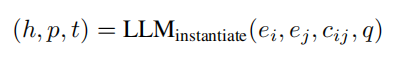 (h, p, t) = LLM_instantiate(e_i, e_j, c_ij, q)